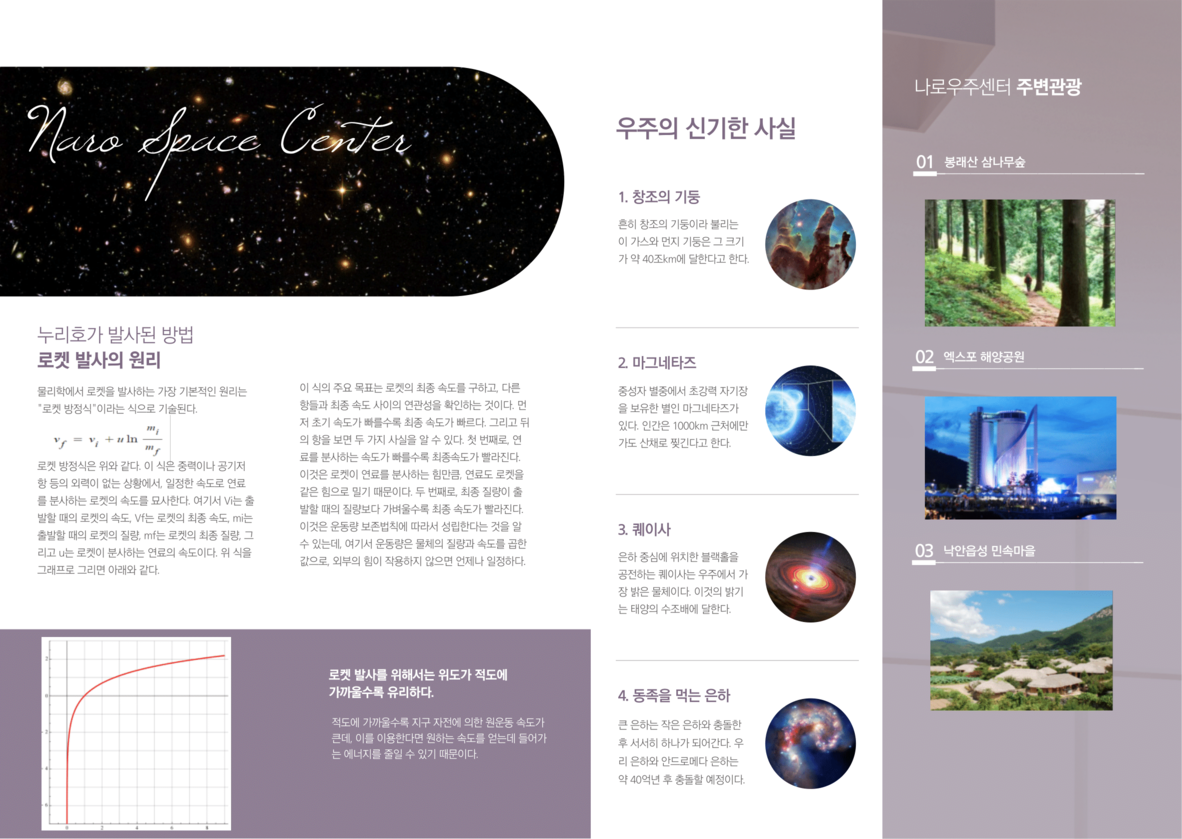 Naro Space Center
누리호가 발사된 방법
로켓 발사의 원리
물리학에서 로켓을 발사하는 가장 기본적인 원리는
"로켓 방정식"이라는 식으로 기술된다.
v_f = v_i + u ln m_i / m_f
로켓 방정식은 위와 같다. 이 식은 중력이나 공기저
항 등의 외력이 없는 상황에서, 일정한 속도로 연료
를 분사하는 로켓의 속도를 묘사한다. 여기서 Vi는 출
발할 때의 로켓의 속도, Vf는 로켓의 최종 속도, mi는
출발할 때의 로켓의 질량, mf는 로켓의 최종 질량, 그
리고 u는 로켓이 분사하는 연료의 속도이다. 위 식을
그래프로 그리면 아래와 같다.
이 식의 주요 목표는 로켓의 최종 속도를 구하고, 다른
항들과 최종 속도 사이의 연관성을 확인하는 것이다. 먼
저 초기 속도가 빠를수록 최종 속도가 빠르다. 그리고 뒤
의 항을 보면 두 가지 사실을 알 수 있다. 첫 번째로, 연
료를 분사하는 속도가 빠를수록 최종속도가 빨라진다.
이것은 로켓이 연료를 분사하는 힘만큼, 연료도 로켓을
같은 힘으로 밀기 때문이다. 두 번째로, 최종 질량이 출
발할 때의 질량보다 가벼울수록 최종 속도가 빨라진다.
이것은 운동량 보존법칙에 따라서 성립한다는 것을 알
수 있는데, 여기서 운동량은 물체의 질량과 속도를 곱한
값으로, 외부의 힘이 작용하지 않으면 언제나 일정하다.
로켓 발사를 위해서는 위도가 적도에
가까울수록 유리하다.
적도에 가까울수록 지구 자전에 의한 원운동 속도가
큰데, 이를 이용한다면 원하는 속도를 얻는데 들어가
는 에너지를 줄일 수 있기 때문이다.
우주의 신기한 사실
1. 창조의 기둥
흔히 창조의 기둥이라 불리는
이 가스와 먼지 기둥은 그 크기
가 약 40조km에 달한다고 한다.
2. 마그네타즈
중성자 별중에서 초강력 자기장
을 보유한 별인 마그네타즈가
있다. 인간은 1000km 근처에만
가도 산채로 찢긴다고 한다.
3. 퀘이사
은하 중심에 위치한 블랙홀을
공전하는 퀘이사는 우주에서 가
장 밝은 물체이다. 이것의 밝기
는 태양의 수조배에 달한다.
4. 동족을 먹는 은하
큰 은하는 작은 은하와 충돌한
후 서서히 하나가 되어간다. 우
리 은하와 안드로메다 은하는
약 40억년 후 충돌할 예정이다.
나로우주센터 주변관광
01 봉래산 삼나무숲
02 엑스포 해양공원
03 낙안읍성 민속마을